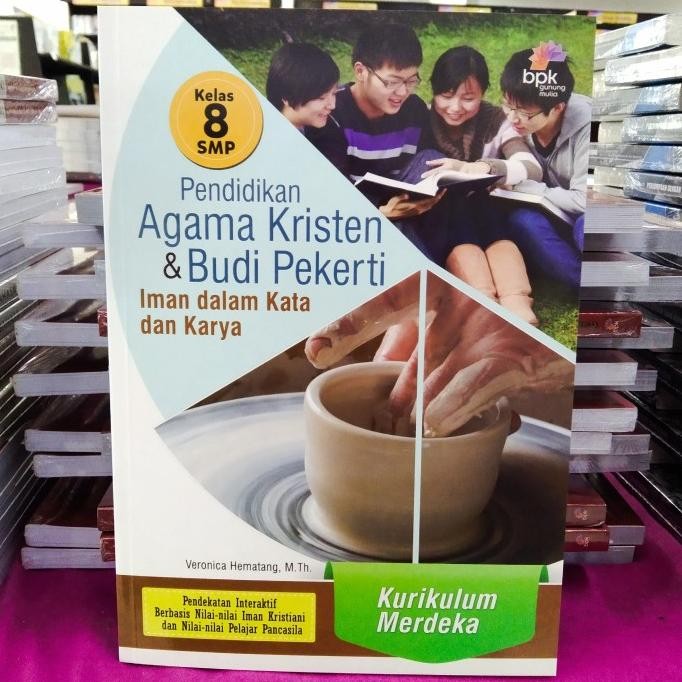 Kelas
8
SMP
bpk
gunung
mulia
Pendidikan
Agama Kristen
& Budi Pekerti
Iman dalam Kata
dan Karya
Veronica Hematang, M.Th.
Pendekatan Interaktif
Berbasis Nilai-nilai Iman Kristiani
dan Nilai-nilai Pelajar Pancasila
Kurikulum
Merdeka